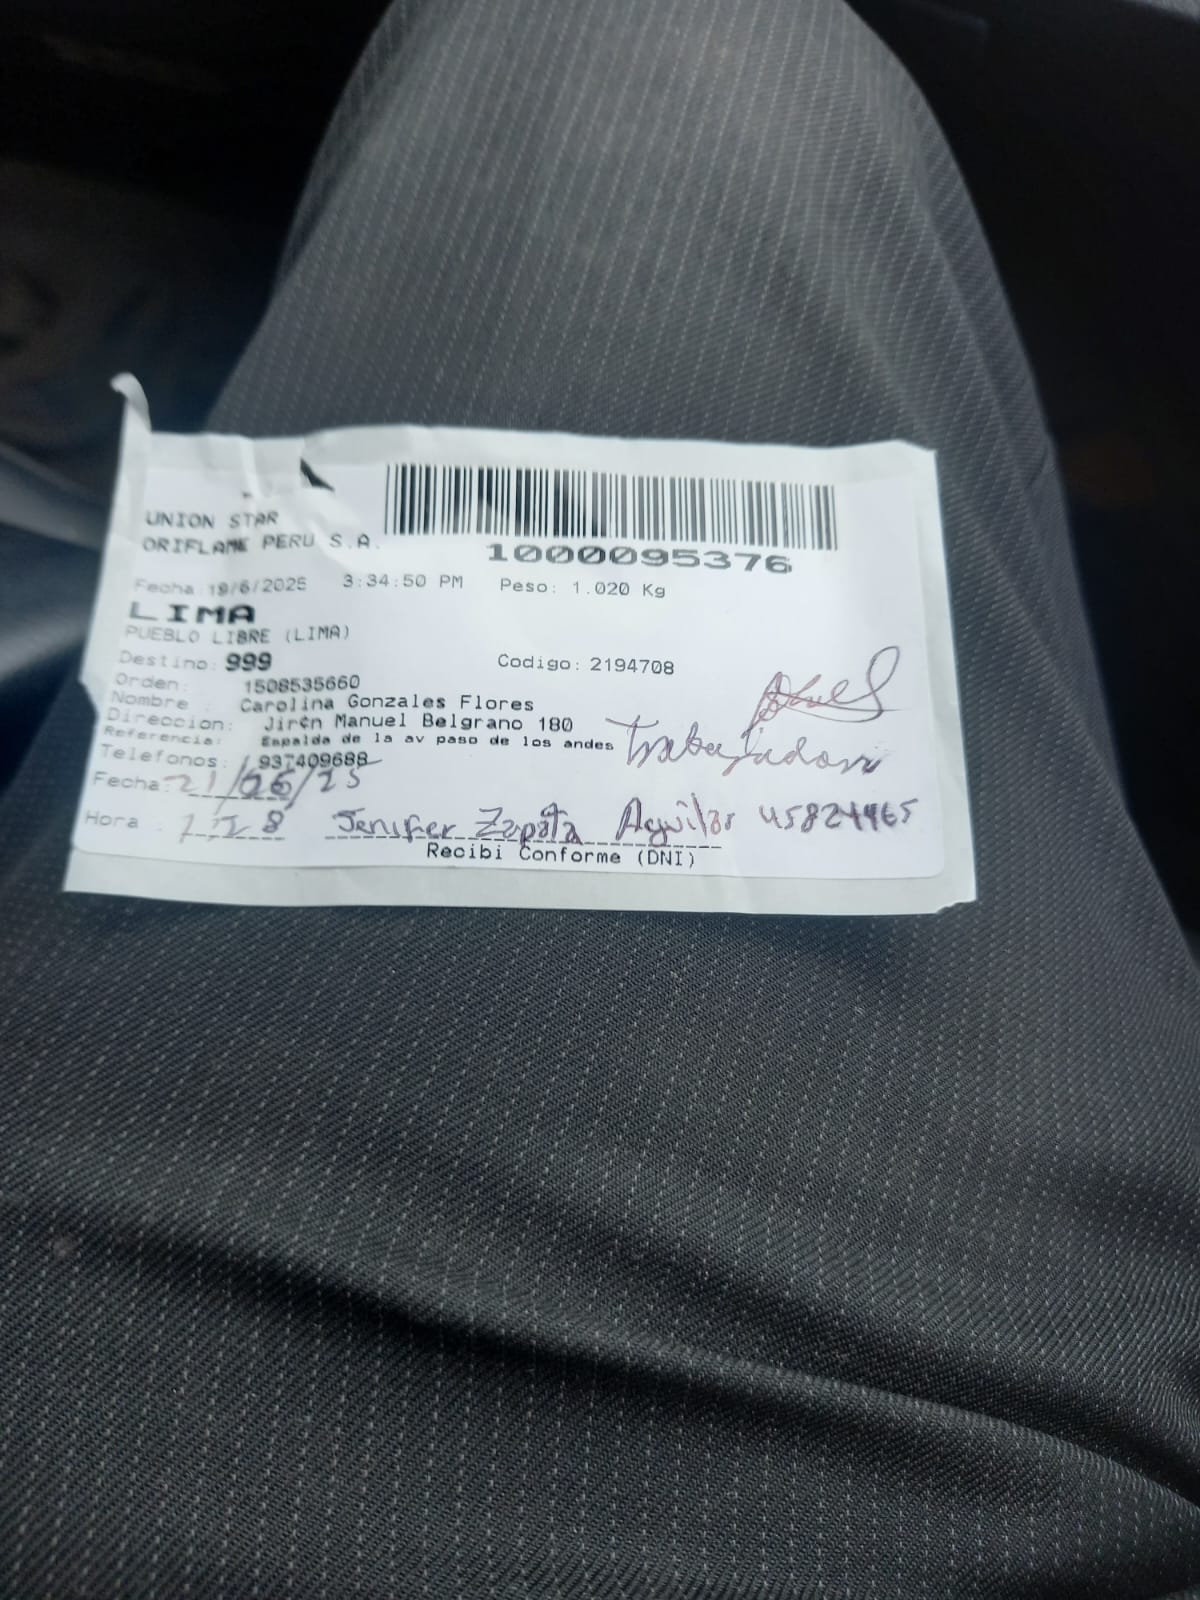 UNION STAR
ORIFLAME PERU S.A.
1000095376
Fecha: 19/6/2025 3:34:50 PM Peso: 1.020 Kg
LIMA
PUEBLO LIBRE (LIMA)
Destino: 999 Codigo: 2194708
Orden: 1508535660
Nombre : Carolina Gonzales Flores
Direccion: Jirón Manuel Belgrano 180
Referencia: Espalda de la av paso de los andes
Trabajadora
Telefonos: 937409688
Fecha: 21/06/25
Hora : Jenifer Zapata Aguilar 45824465
Recibi Conforme (DNI)